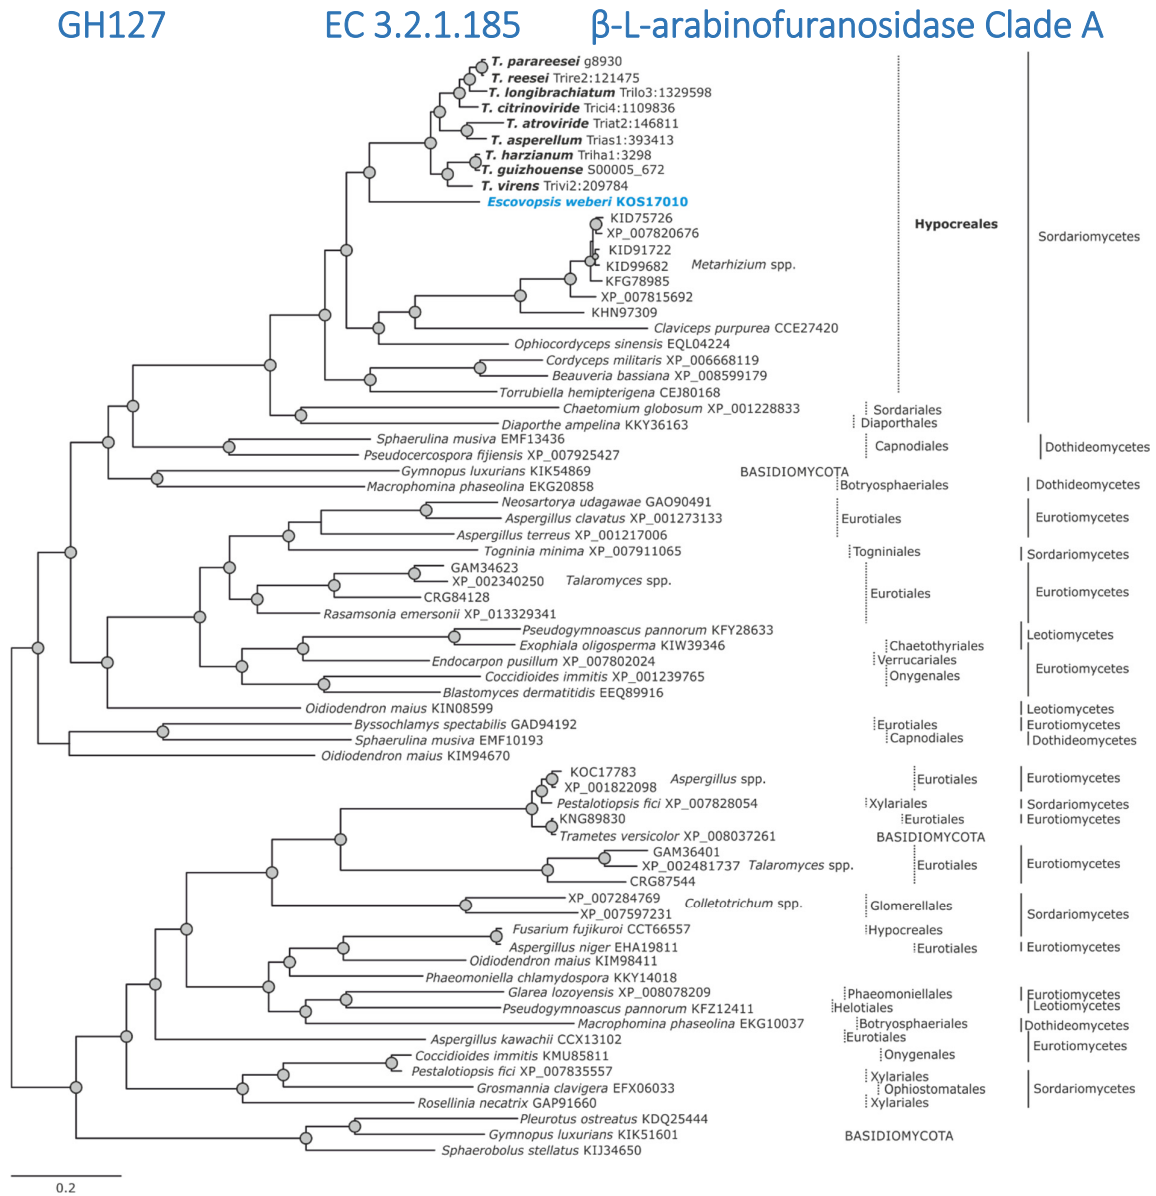 GH127 EC 3.2.1.185 β-L-arabinofuranosidase Clade A
T. parareesei g8930
T. reesei Trire2:121475
T. longibrachiatum Trilo3:1329598
T. citrinoviride Trici4:1109836
T. atroviride Triat2:146811
T. asperellum Trias1:393413
T. harzianum Triha1:3298
T. guizhouense S00005_672
T. virens Trivi2:209784
Escovopsis weberi KOS17010
KID75726
Hypocreales
XP_007820676
Sordariomycetes
KID91722
KID99682 Metarhizium spp.
KFG78985
XP_007815692
KHN97309
Claviceps purpurea CCE27420
Ophiocordyceps sinensis EQL04224
Cordyceps militaris XP_006668119
Beauveria bassiana XP_008599179
Torrubiella hemipterigena CEJ80168
Chaetomium globosum XP_001228833 Sordariales
Diaporthe ampelina KKY36163 Diaporthales
Sphaerulina musiva EMF13436 Capnodiales Dothideomycetes
Pseudocercospora fijiensis XP_007925427
Gymnopus luxurians KIK54869 BASIDIOMYCOTA
Macrophomina phaseolina EKG20858 Botryosphaeriales Dothideomycetes
Neosartorya udagawae GAO90491
Aspergillus clavatus XP_001273133 Eurotiales Eurotiomycetes
Aspergillus terreus XP_001217006
Togninia minima XP_007911065 Togniniales Sordariomycetes
GAM34623
XP_002340250 Talaromyces spp.
CRG84128 Eurotiales Eurotiomycetes
Rasamsonia emersonii XP_013329341
Pseudogymnoascus pannorum KFY28633 Leotiomycetes
Exophiala oligosperma KIW39346 Chaetothyriales
Endocarpon pusillum XP_007802024 Verrucariales Eurotiomycetes
Coccidioides immitis XP_001239765 Onygenales
Blastomyces dermatitidis EEQ89916
Oidiodendron maius KIN08599 Leotiomycetes
Byssochlamys spectabilis GAD94192 Eurotiales Eurotiomycetes
Sphaerulina musiva EMF10193 Capnodiales Dothideomycetes
Oidiodendron maius KIM94670
KOC17783 Aspergillus spp. Eurotiales Eurotiomycetes
XP_001822098
Pestalotiopsis fici XP_007828054 Xylariales Sordariomycetes
KNG89830 Eurotiales Eurotiomycetes
Trametes versicolor XP_008037261 BASIDIOMYCOTA
GAM36401
XP_002481737 Talaromyces spp. Eurotiales Eurotiomycetes
CRG87544
XP_007284769 Colletotrichum spp. Glomerellales
XP_007597231 Sordariomycetes
Fusarium fujikuroi CCT66557 Hypocreales
Aspergillus niger EHA19811 Eurotiales Eurotiomycetes
Oidiodendron maius KIM98411
Phaeomoniella chlamydospora KKY14018
Glarea lozoyensis XP_008078209 Phaeomoniellales Eurotiomycetes
Pseudogymnoascus pannorum KFZ12411 Helotiales Leotiomycetes
Macrophomina phaseolina EKG10037 Botryosphaeriales Dothideomycetes
Aspergillus kawachii CCX13102 Eurotiales Eurotiomycetes
Coccidioides immitis KMU85811 Onygenales
Pestalotiopsis fici XP_007835557 Xylariales
Grosmannia clavigera EFX06033 Ophiostomatales Sordariomycetes
Rosellinia necatrix GAP91660 Xylariales
Pleurotus ostreatus KDQ25444
Gymnopus luxurians KIK51601 BASIDIOMYCOTA
Sphaerobolus stellatus KIJ34650
0.2